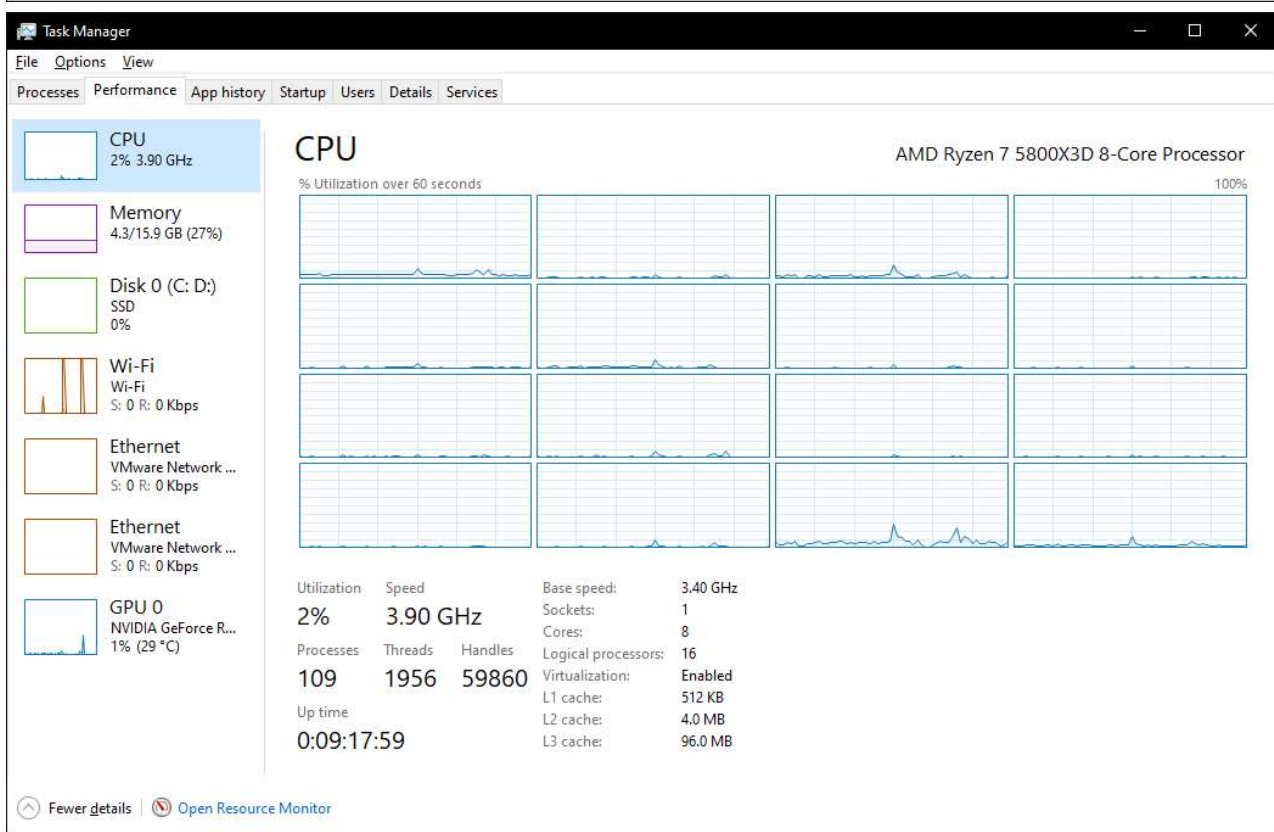 Task Manager
File Options View
Processes Performance App history Startup Users Details Services
CPU
2% 3.90 GHz
Memory
4.3/15.9 GB (27%)
Disk 0 (C: D:)
SSD
0%
Wi-Fi
Wi-Fi
S: 0 R: 0 Kbps
Ethernet
VMware Network ...
S: 0 R: 0 Kbps
Ethernet
VMware Network ...
S: 0 R: 0 Kbps
GPU 0
NVIDIA GeForce R...
1% (29 °C)
CPU AMD Ryzen 7 5800X3D 8-Core Processor
% Utilization over 60 seconds 100%
Utilization Speed
2% 3.90 GHz
Processes Threads Handles
109 1956 59860
Up time
0:09:17:59
Base speed: 3.40 GHz
Sockets: 1
Cores: 8
Logical processors: 16
Virtualization: Enabled
L1 cache: 512 KB
L2 cache: 4.0 MB
L3 cache: 96.0 MB
Fewer details Open Resource Monitor